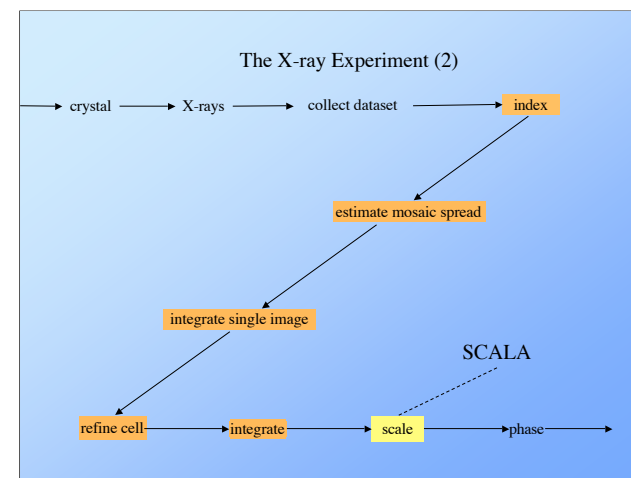 The X-ray Experiment (2)
crystal
X-rays
collect dataset
index
estimate mosaic spread
integrate single image
SCALA
refine cell
integrate
scale
phase